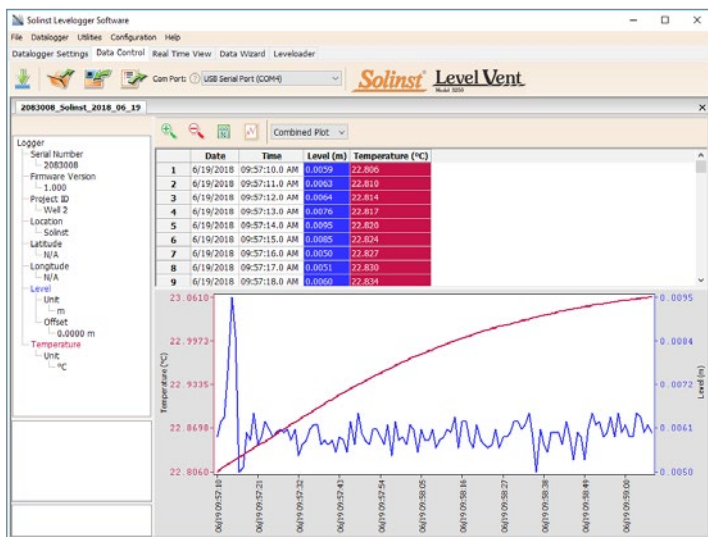 Solinst Levelogger Software
File Datalogger Utilities Configuration Help
Datalogger Settings Data Control Real Time View Data Wizard Leveloader
Com Port: ? USB Serial Port (COM4) Solinst Level Vent
Model 3250
2083008_Solinst_2018_06_19
Combined Plot
Logger
Serial Number
2083008
Firmware Version
1.000
Project ID
Well 2
Location
Solinst
Latitude
N/A
Longitude
N/A
Level
Unit
m
Offset
0.0000 m
Temperature
Unit
°C
Date Time Level (m) Temperature (°C)
1 6/19/2018 09:57:10.0 AM 0.0059 22.806
2 6/19/2018 09:57:11.0 AM 0.0063 22.810
3 6/19/2018 09:57:12.0 AM 0.0064 22.814
4 6/19/2018 09:57:13.0 AM 0.0076 22.817
5 6/19/2018 09:57:14.0 AM 0.0095 22.820
6 6/19/2018 09:57:15.0 AM 0.0085 22.824
7 6/19/2018 09:57:16.0 AM 0.0050 22.827
8 6/19/2018 09:57:17.0 AM 0.0051 22.830
9 6/19/2018 09:57:18.0 AM 0.0060 22.834
23.0610
22.9972
22.9335
22.8698
22.8060
Temperature (°C)
0.0095
0.0084
0.0072
0.0061
0.0050
Level (m)
06/19 09:57:10
06/19 09:57:21
06/19 09:57:32
06/19 09:57:43
06/19 09:57:54
06/19 09:58:05
06/19 09:58:16
06/19 09:58:27
06/19 09:58:38
06/19 09:58:49
06/19 09:59:00